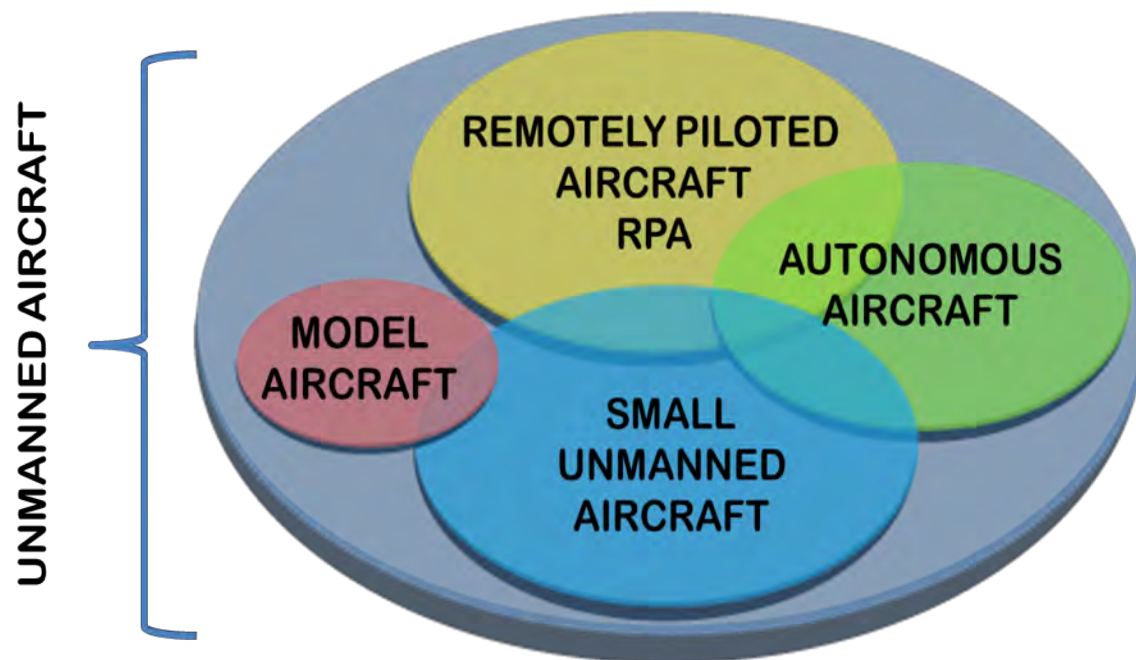 UNMANNED AIRCRAFT
REMOTELY PILOTED
AIRCRAFT
RPA
AUTONOMOUS
AIRCRAFT
MODEL
AIRCRAFT
SMALL
UNMANNED
AIRCRAFT